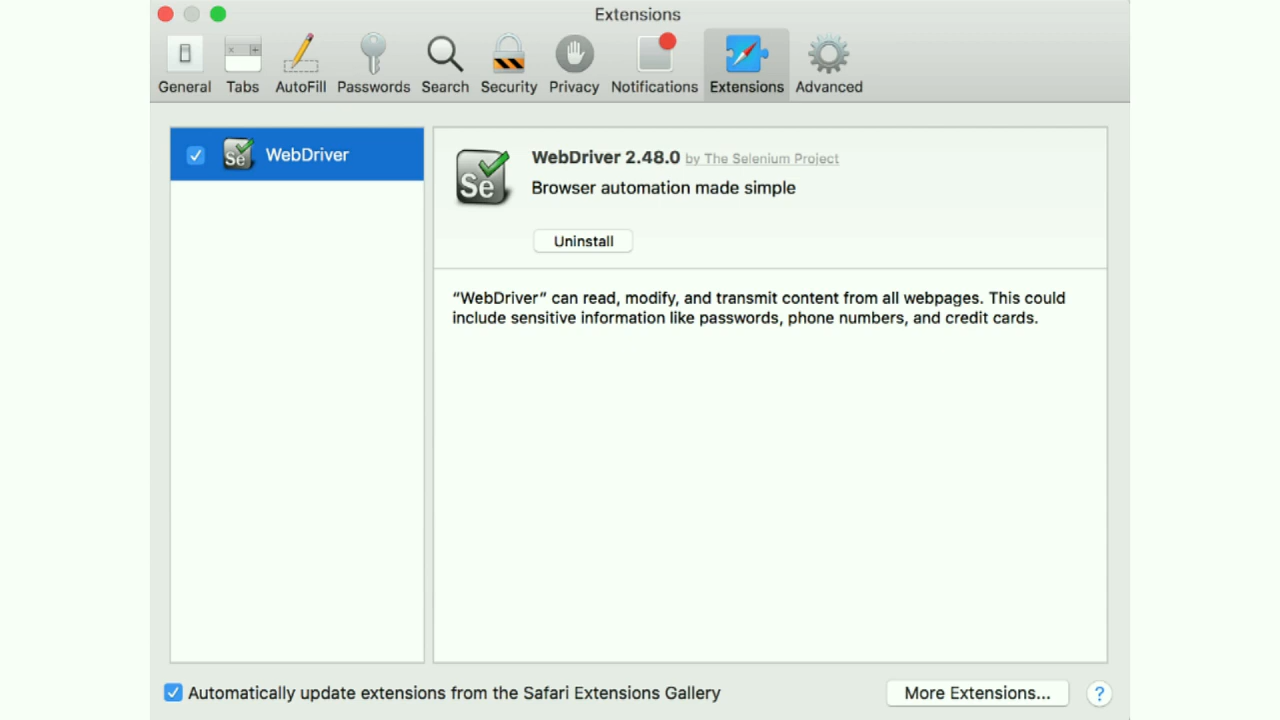 Extensions
General Tabs AutoFill Passwords Search Security Privacy Notifications Extensions Advanced
Se WebDriver
Se
WebDriver 2.48.0 by The Selenium Project
Browser automation made simple
Uninstall
“WebDriver” can read, modify, and transmit content from all webpages. This could
include sensitive information like passwords, phone numbers, and credit cards.
Automatically update extensions from the Safari Extensions Gallery
More Extensions... ?